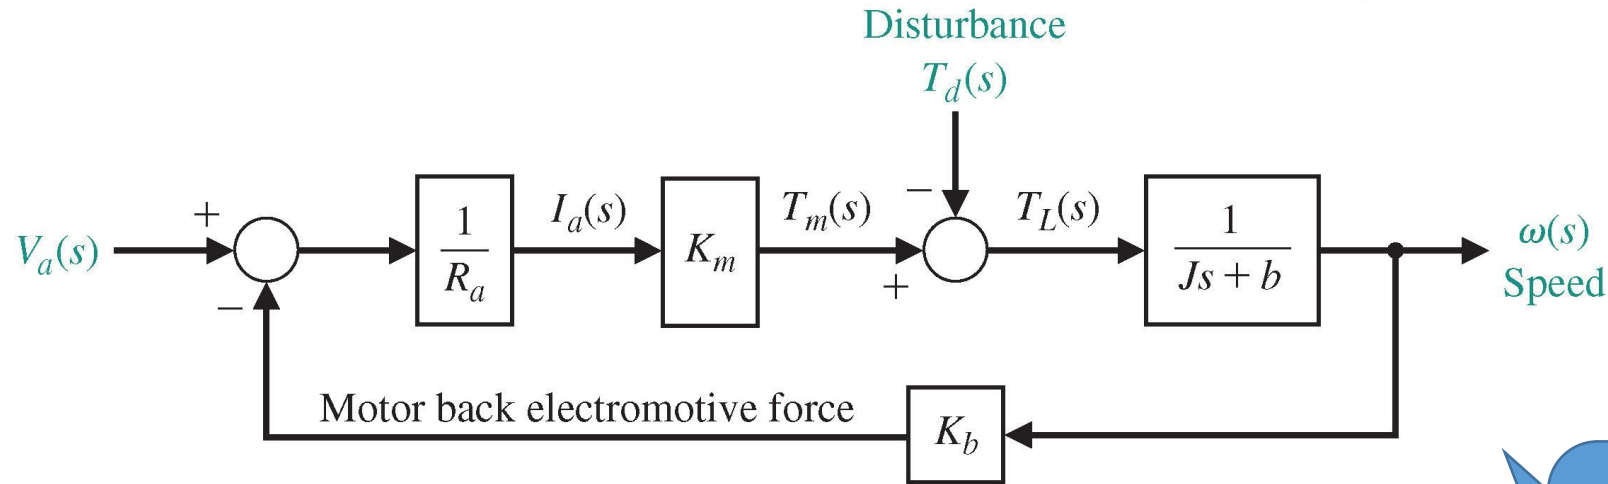 Disturbance
T_d(s)
+
−
V_a(s)
1
R_a
I_a(s)
K_m
T_m(s)
−
+
T_L(s)
1
Js + b
ω(s)
Speed
Motor back electromotive force
K_b